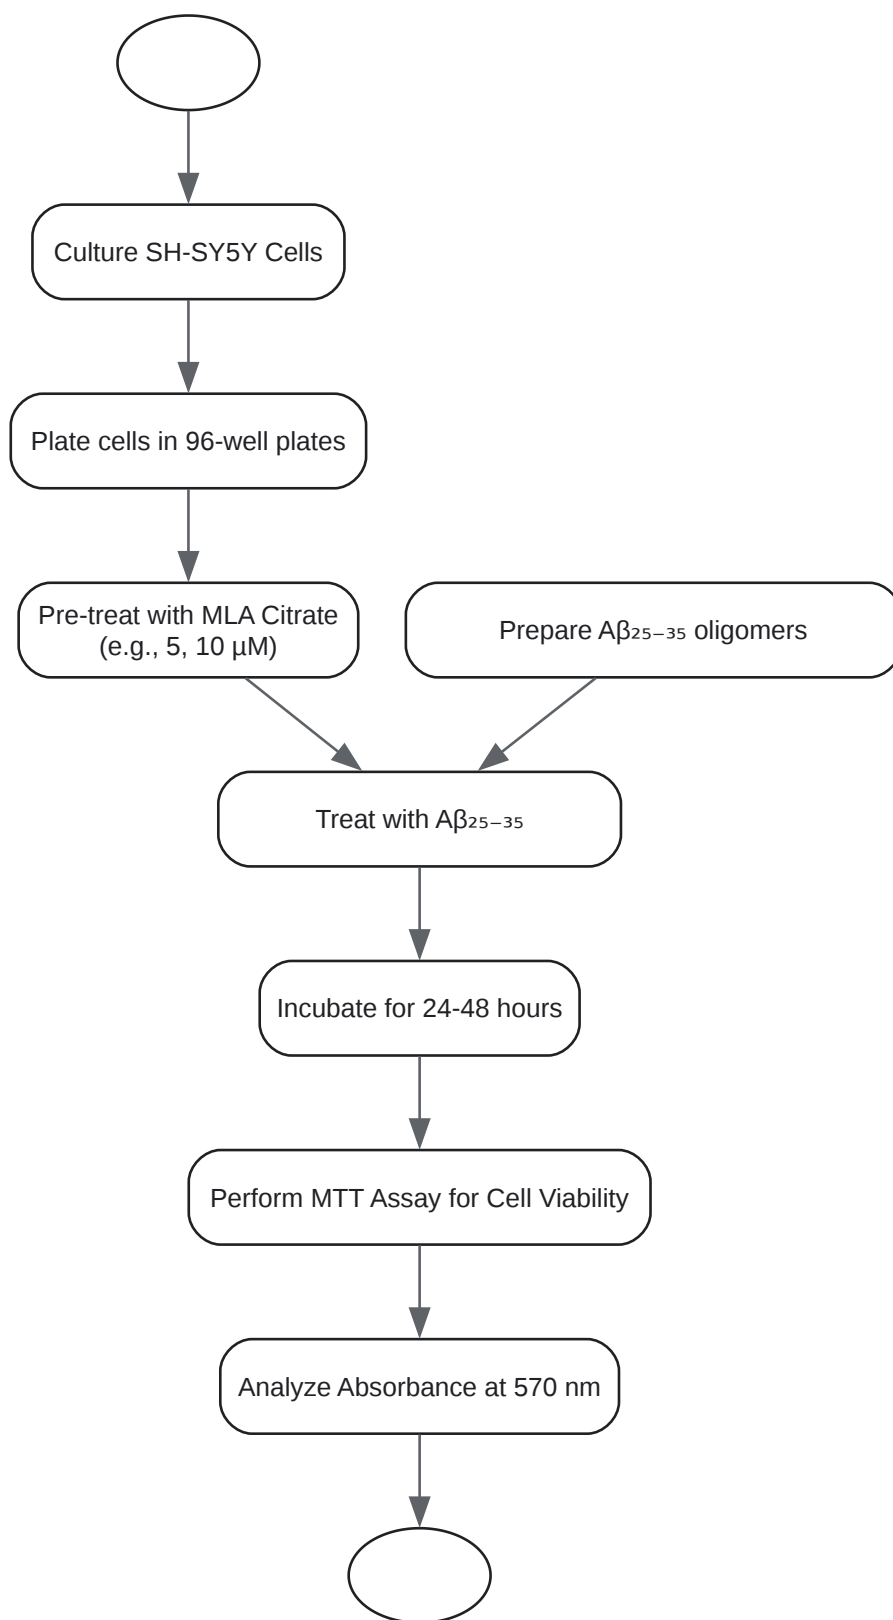 Culture SH-SY5Y Cells
Plate cells in 96-well plates
Pre-treat with MLA Citrate
(e.g., 5, 10 µM)
Prepare Aβ₂₅₋₃₅ oligomers
Treat with Aβ₂₅₋₃₅
Incubate for 24-48 hours
Perform MTT Assay for Cell Viability
Analyze Absorbance at 570 nm